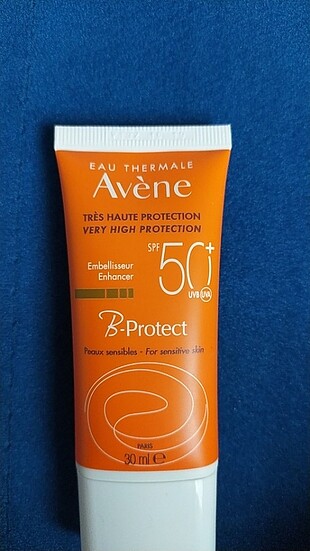 EAU THERMALE
Avène
TRÈS HAUTE PROTECTION
VERY HIGH PROTECTION
Embellisseur
Enhancer
SPF 50+
UVB UVA
B-Protect
Peaux sensibles - For sensitive skin
PARIS
30 ml e